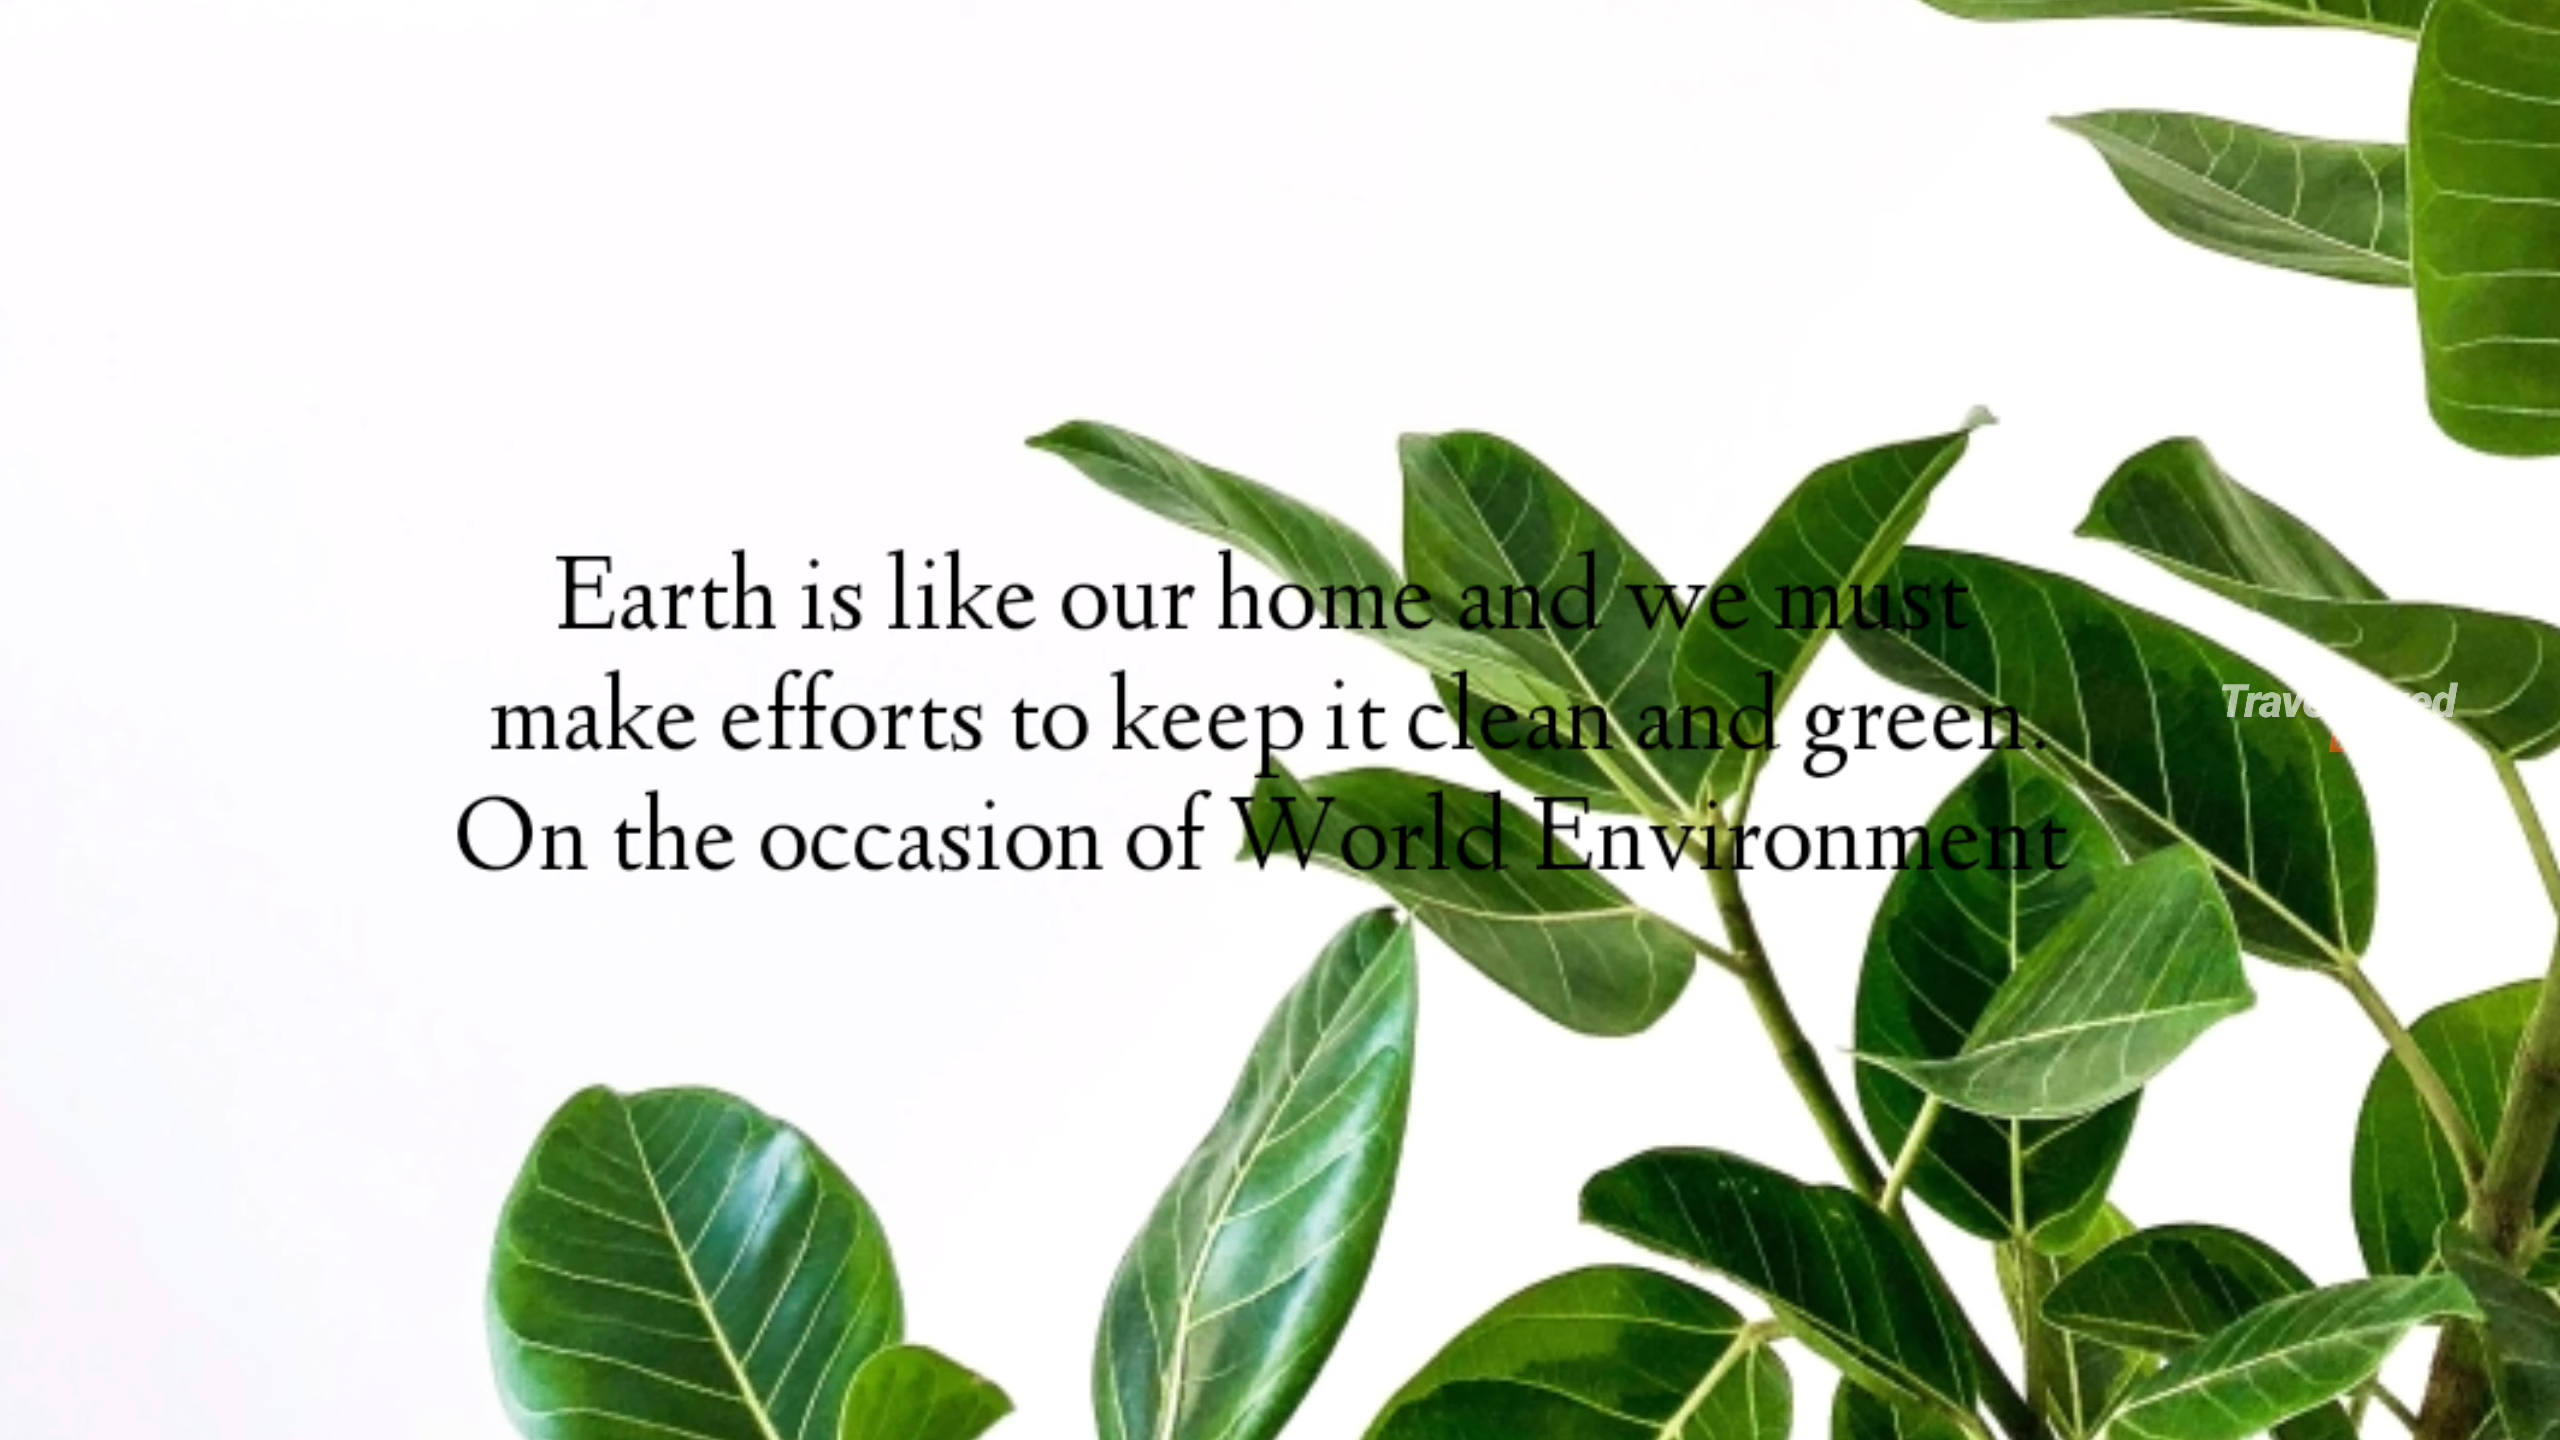 Earth is like our home and we must
make efforts to keep it clean and green.
On the occasion of World Environment